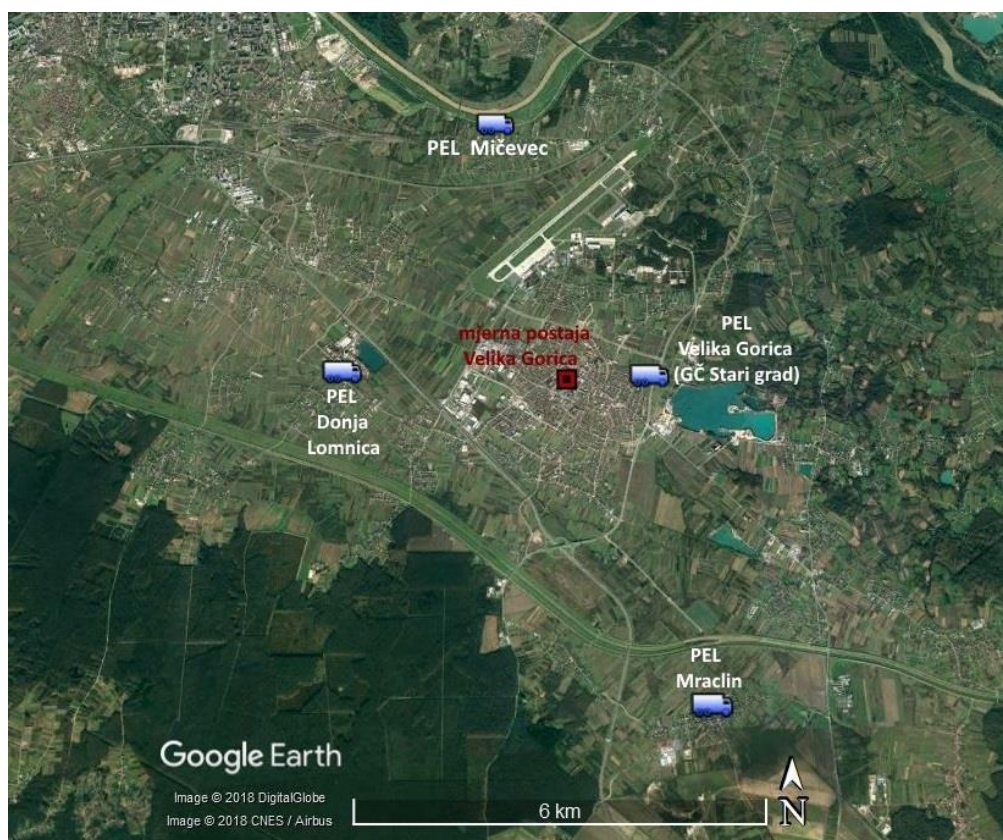 PEL Mičevec
mjerna postaja
Velika Gorica
PEL
Velika Gorica
(GČ Stari grad)
PEL
Donja
Lomnica
PEL
Mraclin
Google Earth
Image © 2018 DigitalGlobe
Image © 2018 CNES / Airbus
6 km
N